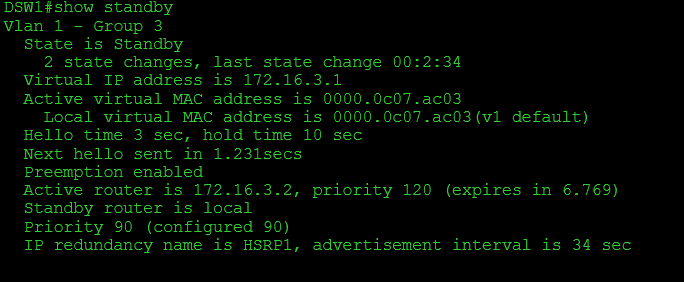 DSW1#show standby
Vlan 1 - Group 3
State is Standby
2 state changes, last state change 00:2:34
Virtual IP address is 172.16.3.1
Active virtual MAC address is 0000.0c07.ac03
Local virtual MAC address is 0000.0c07.ac03(v1 default)
Hello time 3 sec, hold time 10 sec
Next hello sent in 1.231secs
Preemption enabled
Active router is 172.16.3.2, priority 120 (expires in 6.769)
Standby router is local
Priority 90 (configured 90)
IP redundancy name is HSRP1, advertisement interval is 34 sec